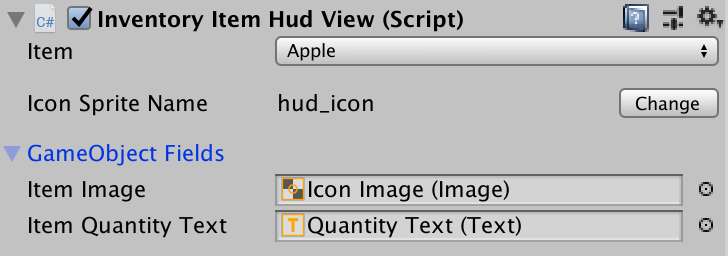 C# Inventory Item Hud View (Script)
Item Apple
Icon Sprite Name hud_icon Change
GameObject Fields
Item Image Icon Image (Image)
Item Quantity Text T Quantity Text (Text)